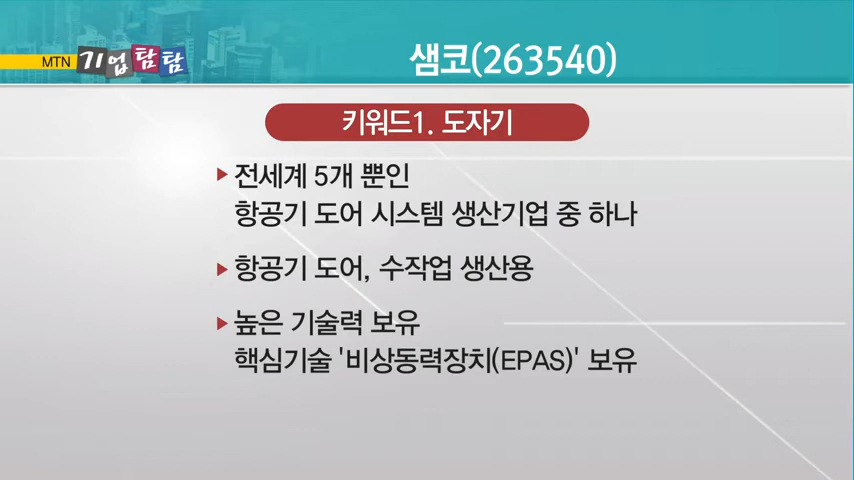 MTN 기업탐탐
샘코(263540)
키워드1. 도자기
전세계 5개 뿐인
항공기 도어 시스템 생산기업 중 하나
항공기 도어, 수작업 생산용
높은 기술력 보유
핵심기술 '비상동력장치(EPAS)' 보유